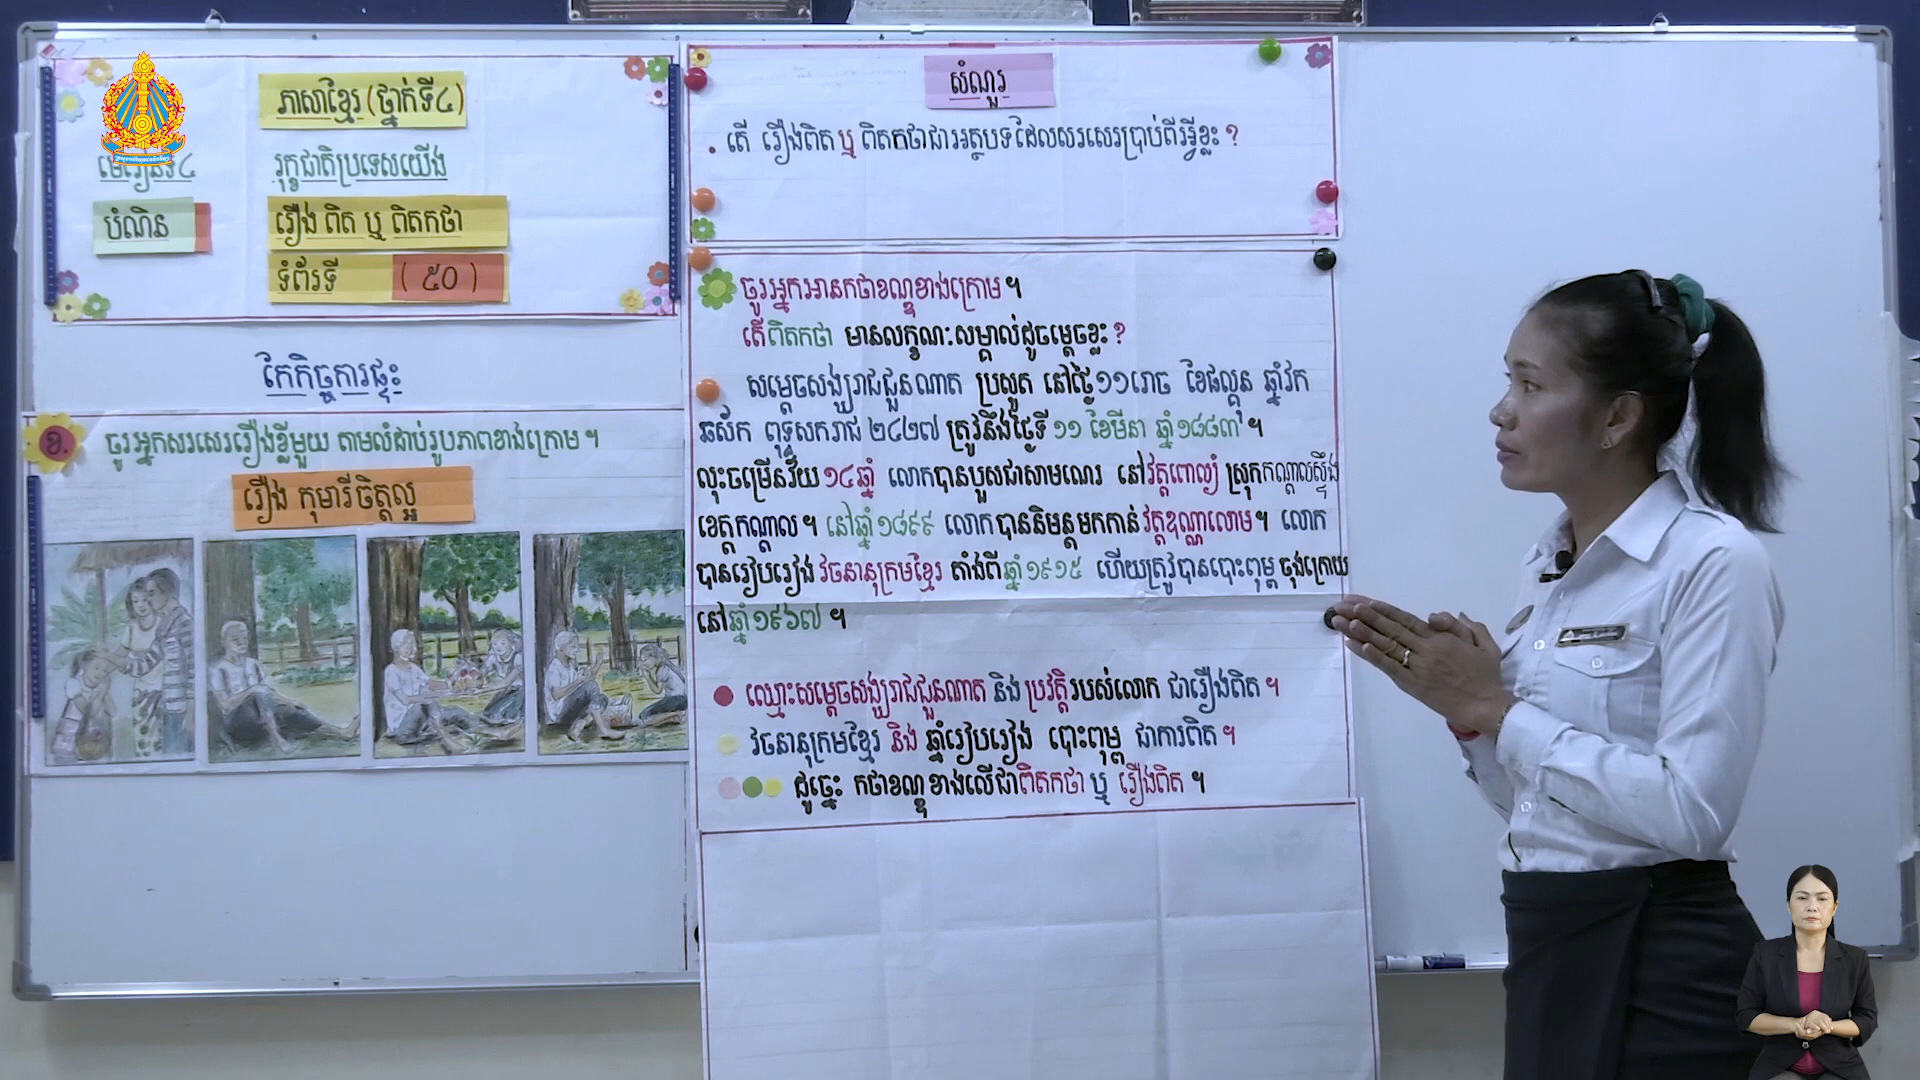 ភាសាខ្មែរ (ថ្នាក់ទី៤)
មេរៀនទី៤ រុក្ខជាតិប្រទេសយើង
បំណិន រឿង ពិត ឬ ពិតកថា
ទំព័រទី ( ៥០ )
កែកិច្ចការផ្ទះ
ខ. ចូរអ្នកសរសេររឿងខ្លីមួយ តាមលំដាប់រូបភាពខាងក្រោម។
រឿង កុមារីចិត្តល្អ
សំណួរ
. តើ រឿងពិត ឬ ពិតកថាជាអត្ថបទដែលសរសេរប្រាប់ពីអ្វីខ្លះ ?
ចូរអ្នកអានកថាខណ្ឌខាងក្រោម។
តើពិតកថា មានលក្ខណៈសម្គាល់ដូចម្តេចខ្លះ?
សម្តេចសង្ឃរាជជួនណាត ប្រសូត នៅថ្ងៃ១១រោច ខែផល្គុន ឆ្នាំវក
ឆស័ក ពុទ្ធសករាជ ២៤២៧ ត្រូវនឹងថ្ងៃទី ១១ ខែមីនា ឆ្នាំ១៨៨៣។
លុះចម្រើនវ័យ ១៤ឆ្នាំ លោកបានបួសជាសាមណេរ នៅវត្តពោល្យំ ស្រុកកណ្តាលស្ទឹង
ខេត្តកណ្តាល។ នៅឆ្នាំ១៨៩៩ លោកបាននិមន្តមកកាន់ វត្តឧណ្ណាលោម។ លោក
បានរៀបរៀង វចនានុក្រមខ្មែរ តាំងពីឆ្នាំ១៩១៥ ហើយត្រូវបានបោះពុម្ព ចុងក្រោយ
នៅឆ្នាំ១៩៦៧ ។
ឈ្មោះសម្តេចសង្ឃរាជជួនណាត និង ប្រវត្តិរបស់លោក ជារឿងពិត។
វចនានុក្រមខ្មែរ និង ឆ្នាំរៀបរៀង បោះពុម្ព ជាការពិត។
ដូច្នេះ កថាខណ្ឌខាងលើជាពិតកថា ឬ រឿងពិត ។